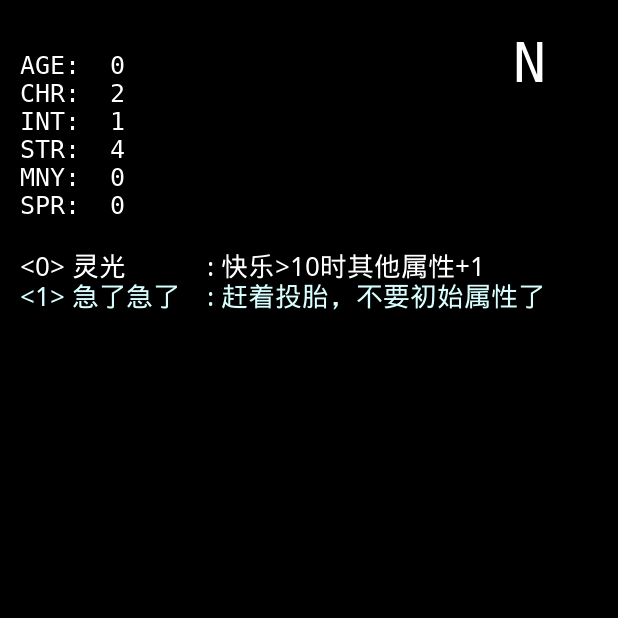 N
AGE: 0
CHR: 2
INT: 1
STR: 4
MNY: 0
SPR: 0
<0> 灵光 : 快乐>10时其他属性+1
<1> 急了急了 : 赶着投胎，不要初始属性了